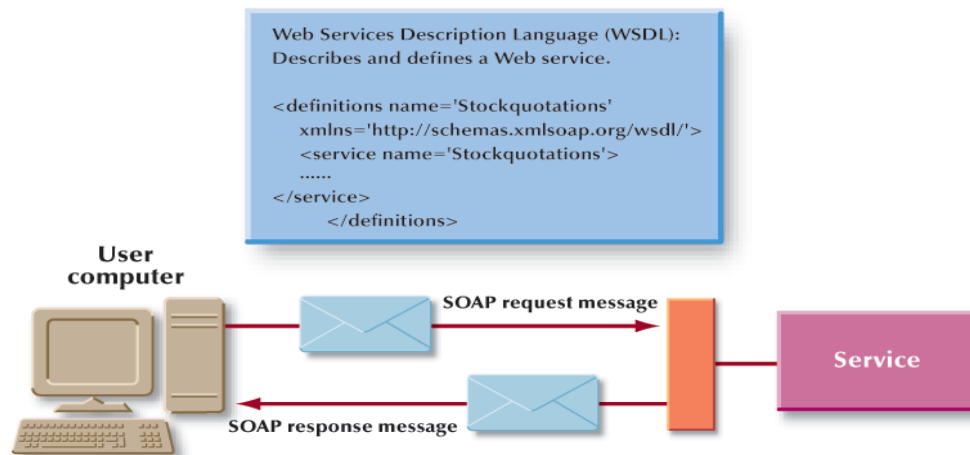 Web Services Description Language (WSDL):
Describes and defines a Web service.
<definitions name='Stockquotations'
xmlns='http://schemas.xmlsoap.org/wsdl/'>
<service name='Stockquotations'>
......
</service>
</definitions>
User
computer
SOAP request message
Service
SOAP response message